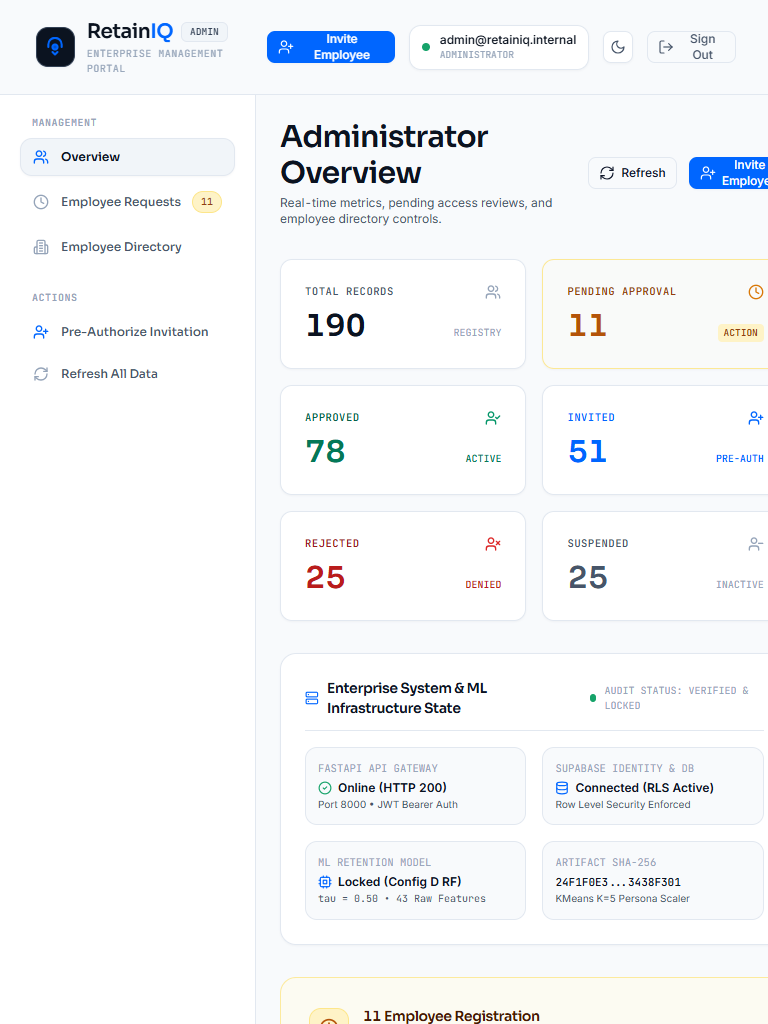 RetainIQ ADMIN
ENTERPRISE MANAGEMENT
PORTAL
Invite
Employee
admin@retainiq.internal
ADMINISTRATOR
Sign
Out
MANAGEMENT
Overview
Employee Requests 11
Employee Directory
ACTIONS
Pre-Authorize Invitation
Refresh All Data
Administrator
Overview
Real-time metrics, pending access reviews, and
employee directory controls.
Refresh
Invite
Employe
TOTAL RECORDS
190
REGISTRY
PENDING APPROVAL
11
ACTION
APPROVED
78
ACTIVE
INVITED
51
PRE-AUTH
REJECTED
25
DENIED
SUSPENDED
25
INACTIVE
Enterprise System & ML
Infrastructure State
AUDIT STATUS: VERIFIED &
LOCKED
FASTAPI API GATEWAY
Online (HTTP 200)
Port 8000 • JWT Bearer Auth
SUPABASE IDENTITY & DB
Connected (RLS Active)
Row Level Security Enforced
ML RETENTION MODEL
Locked (Config D RF)
tau = 0.50 • 43 Raw Features
ARTIFACT SHA-256
24F1F0E3...3438F301
KMeans K=5 Persona Scaler
11 Employee Registration